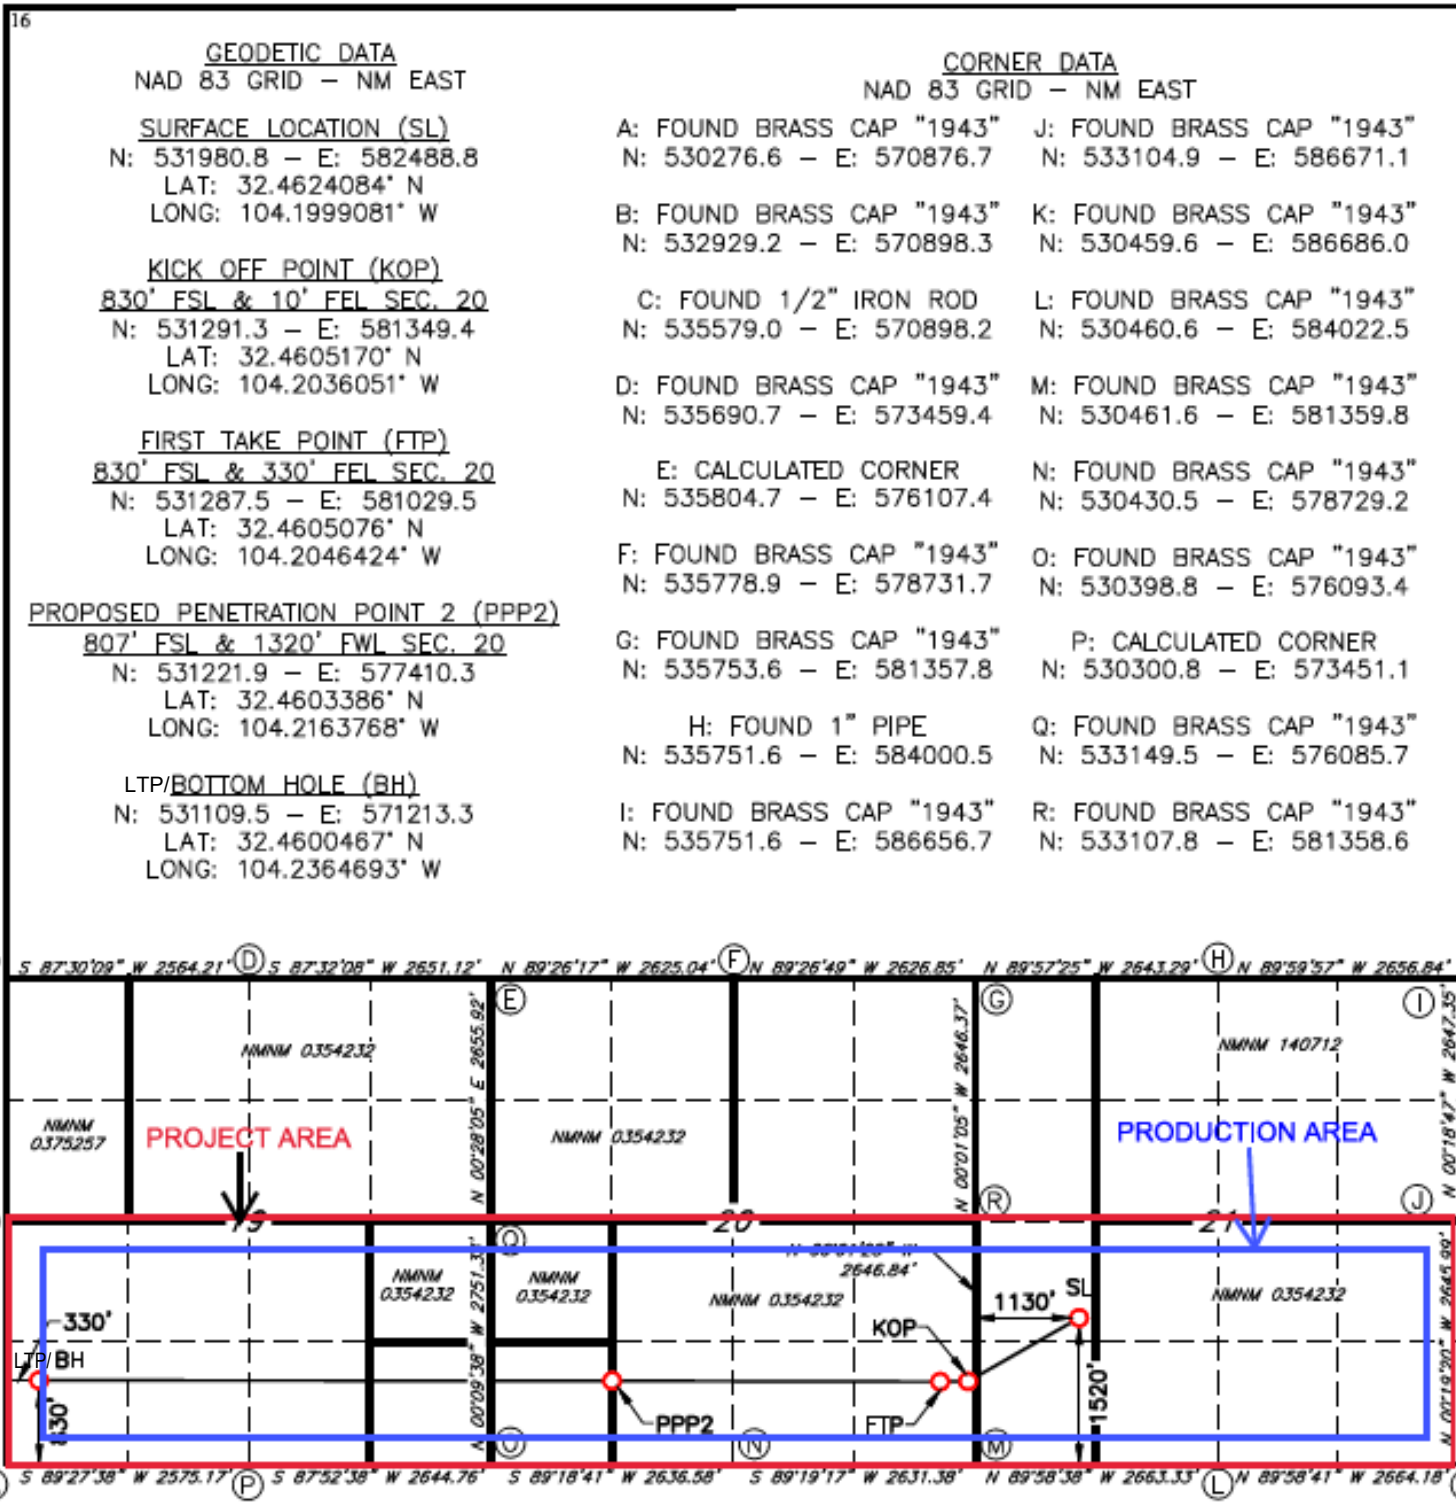 16
GEODETIC DATA
NAD 83 GRID – NM EAST
SURFACE LOCATION (SL)
N: 531980.8 – E: 582488.8
LAT: 32.4624084° N
LONG: 104.1999081° W
KICK OFF POINT (KOP)
830' FSL & 10' FEL SEC. 20
N: 531291.3 – E: 581349.4
LAT: 32.4605170° N
LONG: 104.2036051° W
FIRST TAKE POINT (FTP)
830' FSL & 330' FEL SEC. 20
N: 531287.5 – E: 581029.5
LAT: 32.4605076° N
LONG: 104.2046424° W
PROPOSED PENETRATION POINT 2 (PPP2)
807' FSL & 1320' FWL SEC. 20
N: 531221.9 – E: 577410.3
LAT: 32.4603386° N
LONG: 104.2163768° W
LTP/BOTTOM HOLE (BH)
N: 531109.5 – E: 571213.3
LAT: 32.4600467° N
LONG: 104.2364693° W
CORNER DATA
NAD 83 GRID – NM EAST
A: FOUND BRASS CAP "1943"
N: 530276.6 – E: 570876.7
B: FOUND BRASS CAP "1943"
N: 532929.2 – E: 570898.3
C: FOUND 1/2" IRON ROD
N: 535579.0 – E: 570898.2
D: FOUND BRASS CAP "1943"
N: 535690.7 – E: 573459.4
E: CALCULATED CORNER
N: 535804.7 – E: 576107.4
F: FOUND BRASS CAP "1943"
N: 535778.9 – E: 578731.7
G: FOUND BRASS CAP "1943"
N: 535753.6 – E: 581357.8
H: FOUND 1" PIPE
N: 535751.6 – E: 584000.5
I: FOUND BRASS CAP "1943"
N: 535751.6 – E: 586656.7
J: FOUND BRASS CAP "1943"
N: 533104.9 – E: 586671.1
K: FOUND BRASS CAP "1943"
N: 530459.6 – E: 586686.0
L: FOUND BRASS CAP "1943"
N: 530460.6 – E: 584022.5
M: FOUND BRASS CAP "1943"
N: 530461.6 – E: 581359.8
N: FOUND BRASS CAP "1943"
N: 530430.5 – E: 578729.2
O: FOUND BRASS CAP "1943"
N: 530398.8 – E: 576093.4
P: CALCULATED CORNER
N: 530300.8 – E: 573451.1
Q: FOUND BRASS CAP "1943"
N: 533149.5 – E: 576085.7
R: FOUND BRASS CAP "1943"
N: 533107.8 – E: 581358.6
S 87°30'09" W 2564.21'
D
S 87°32'08" W 2651.12'
N 89°26'17" W 2625.04'
F
N 89°26'49" W 2626.85'
N 89°57'25" W 2643.29'
H
N 89°59'57" W 2656.84'
E
G
I
N 00°28'05" E 2655.92'
N 00°01'05" W 2646.37'
N 00°18'47" W 2647.35'
NMNM 0354232
NMNM 140712
NMNM
0375257
PROJECT AREA
NMNM 0354232
PRODUCTION AREA
R
J
19
20
21
Q
2646.84'
NMNM
0354232
NMNM
0354232
NMNM 0354232
NMNM 0354232
SL
1130'
KOP
330'
LTP/BH
830'
N 00°09'38" W 2751.33'
1520'
N 00°19'20" W 2645.99'
PPP2
FTP
O
N
M
S 89°27'38" W 2575.17'
P
S 87°52'38" W 2644.76'
S 89°18'41" W 2636.58'
S 89°19'17" W 2631.38'
N 89°58'38" W 2663.33'
L
N 89°58'41" W 2664.18'